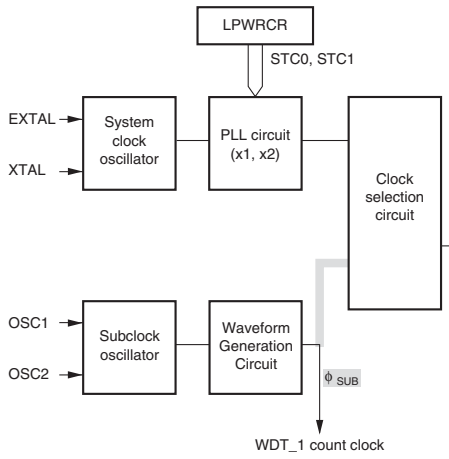 LPWRCR
STC0, STC1
EXTAL
XTAL
System
clock
oscillator
PLL circuit
(x1, x2)
Clock
selection
circuit
OSC1
OSC2
Subclock
oscillator
Waveform
Generation
Circuit
ϕ SUB
WDT_1 count clock